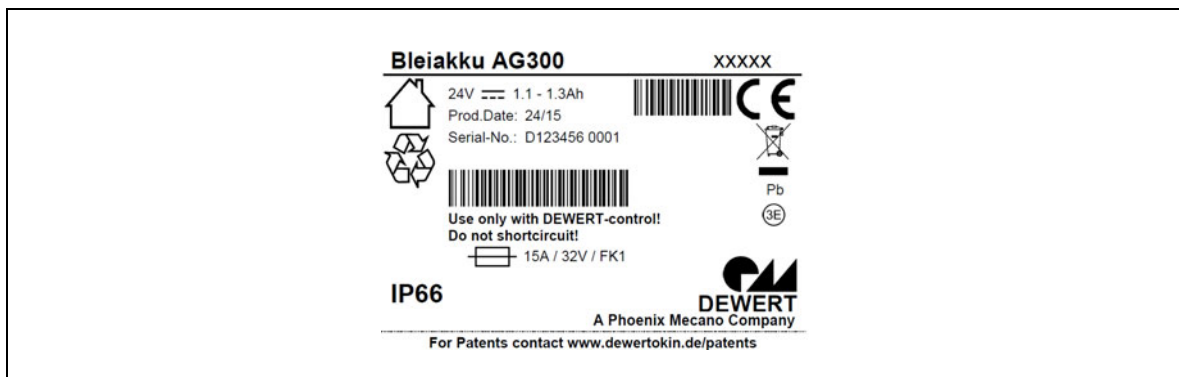 Bleiakku AG300 XXXXX
24V 1.1 - 1.3Ah
CE
Prod.Date: 24/15
Serial-No.: D123456 0001
Pb
3E
Use only with DEWERT-control!
Do not shortcircuit!
15A / 32V / FK1
IP66
DEWERT
A Phoenix Mecano Company
For Patents contact www.dewertokin.de/patents